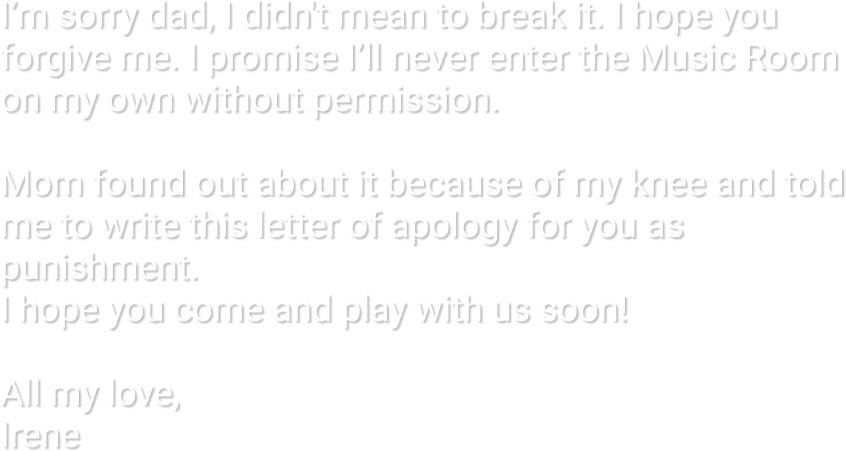 I’m sorry dad, I didn't mean to break it. I hope you
forgive me. I promise I’ll never enter the Music Room
on my own without permission.
Mom found out about it because of my knee and told
me to write this letter of apology for you as
punishment.
I hope you come and play with us soon!
All my love,
Irene